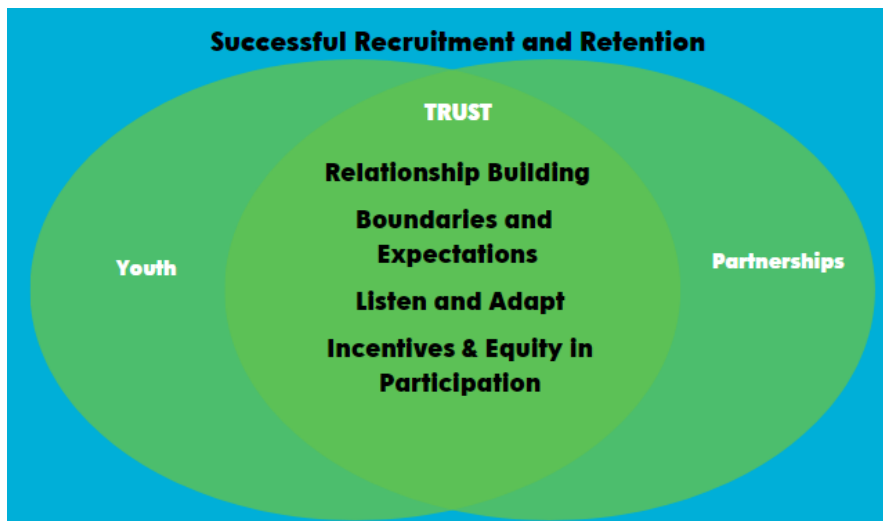 Successful Recruitment and Retention
TRUST
Relationship Building
Boundaries and
Expectations
Listen and Adapt
Incentives & Equity in
Participation
Youth
Partnerships